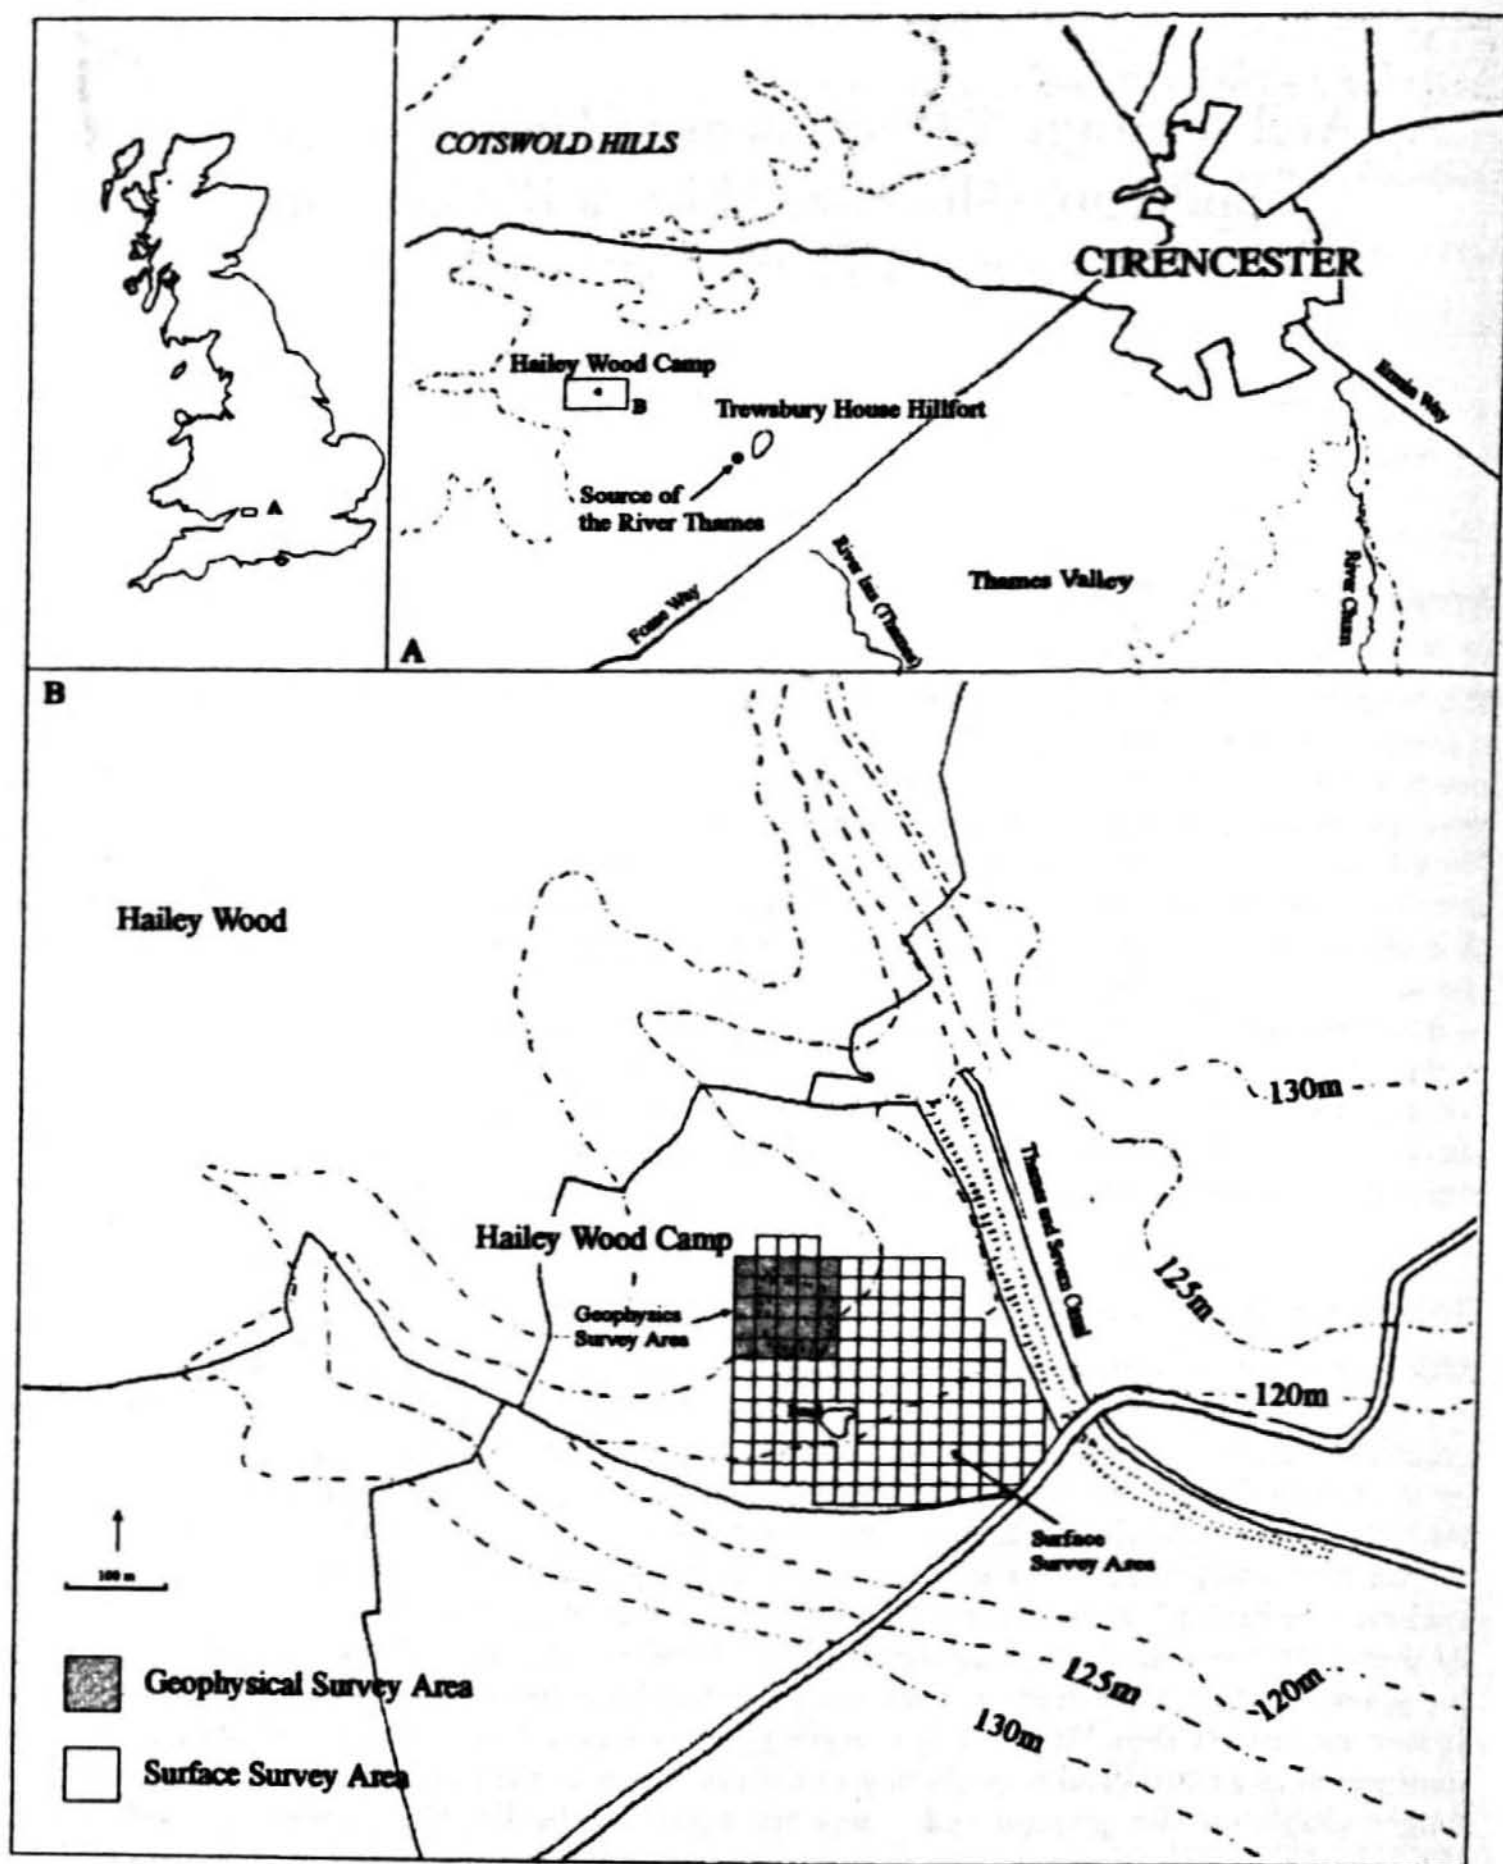 A
COTSWOLD HILLS
CIRENCESTER
Hailey Wood Camp
B
Trewsbury House Hillfort
Source of
the River Thames
Ermin Way
Fosse Way
River Isis (Thames)
Thames Valley
River Churn
A
B
Hailey Wood
130m
Thames and Severn Canal
Hailey Wood Camp
125m
Geophysics
Survey Area
120m
Surface
Survey Area
100 m
125m
120m
130m
Geophysical Survey Area
Surface Survey Area